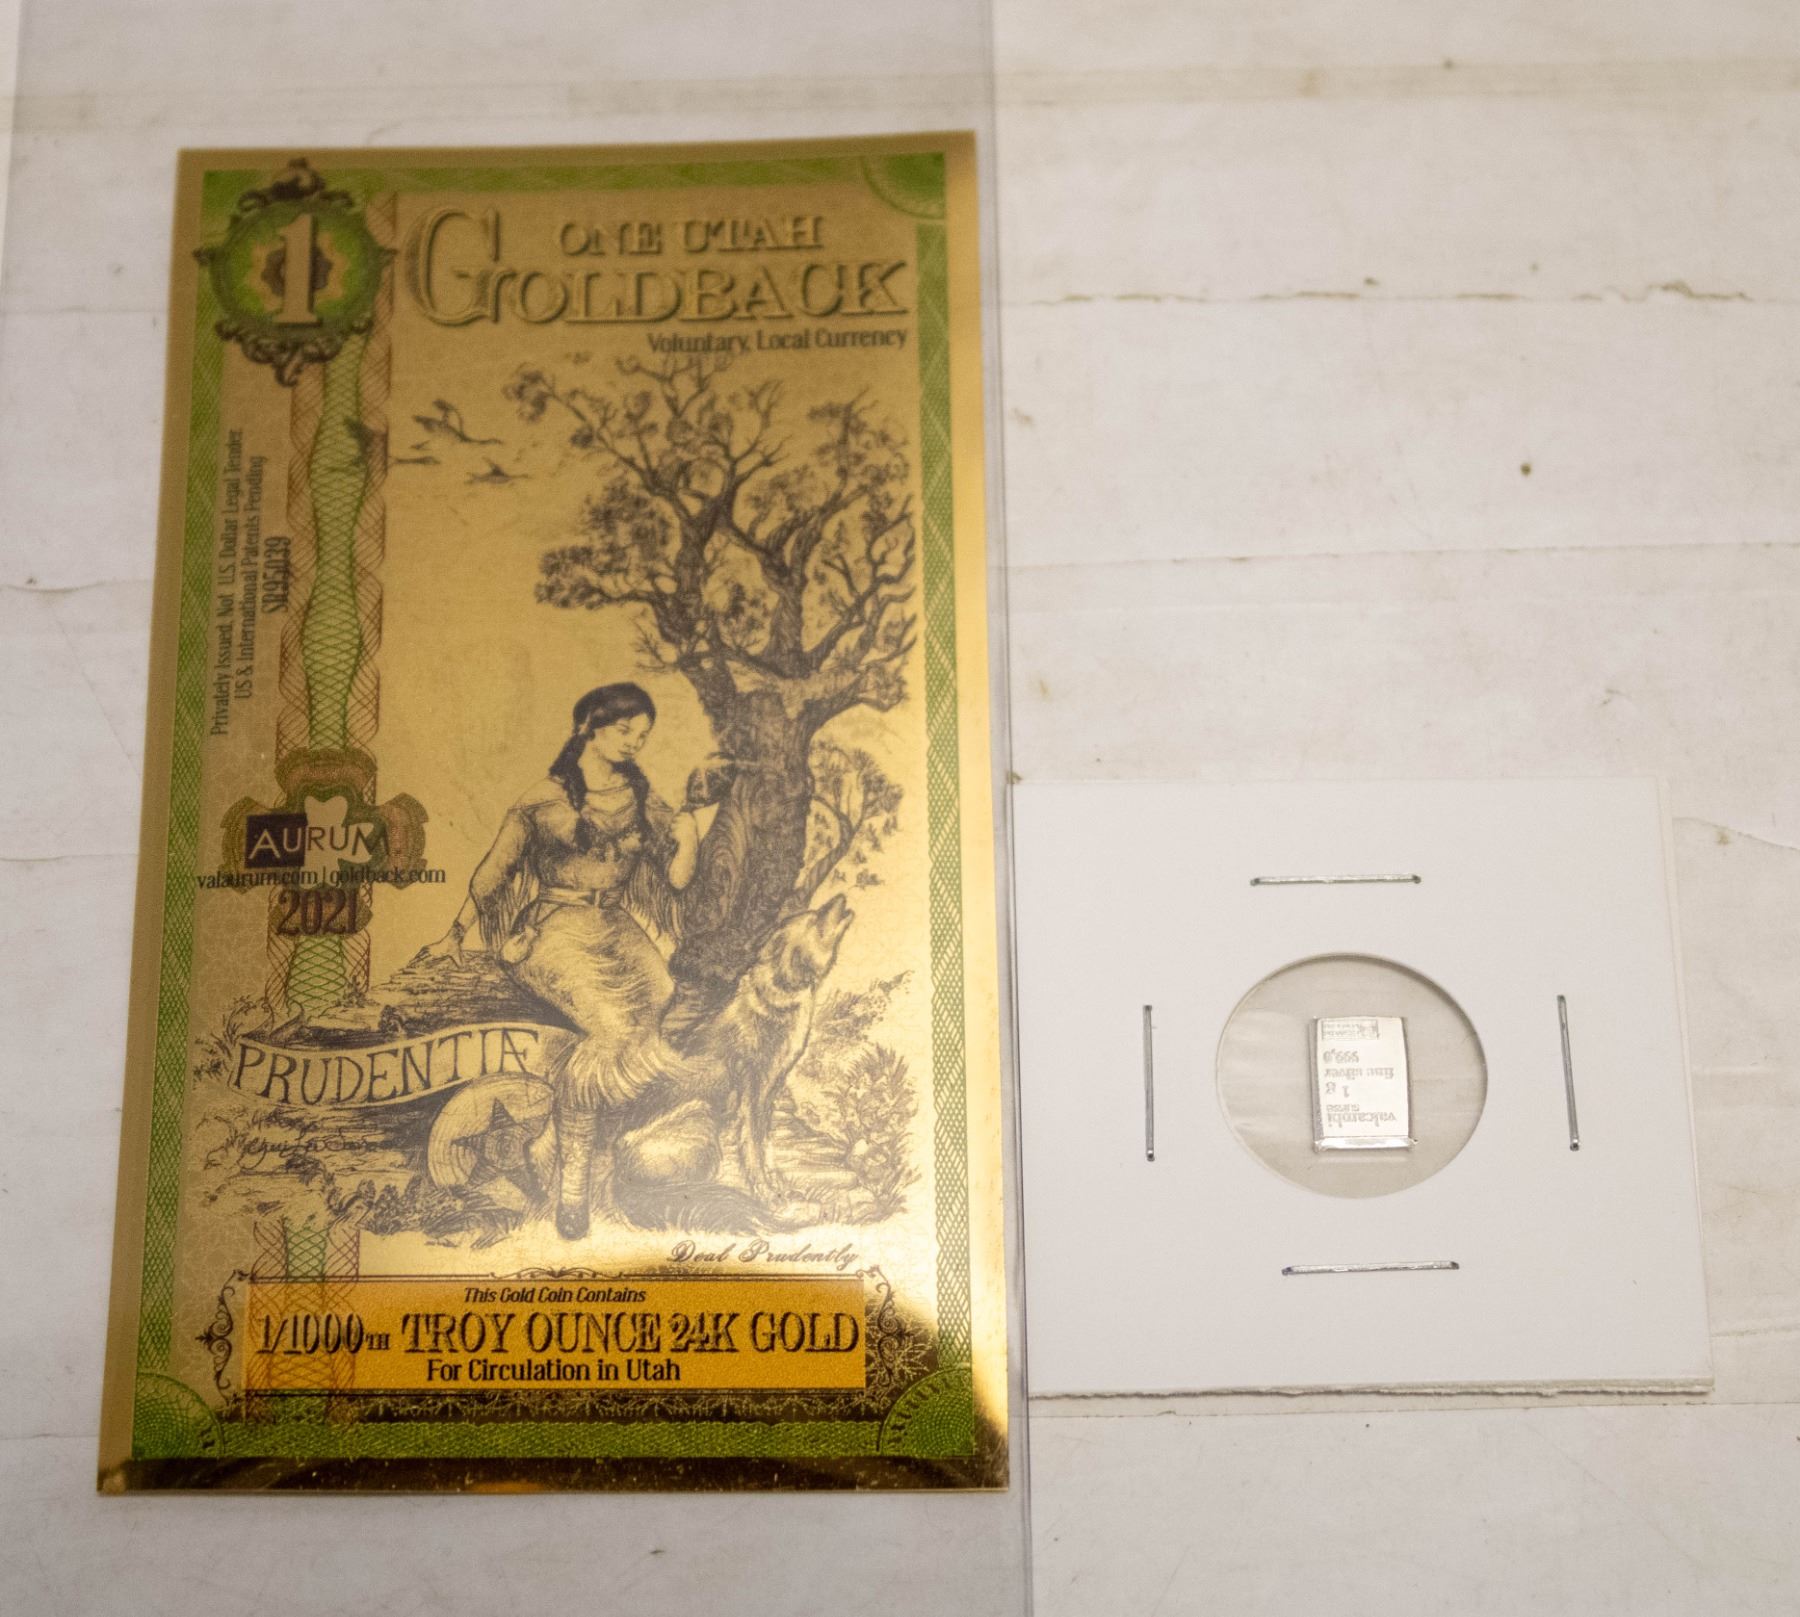 1
ONE UTAH
GOLDBACK
Voluntary, Local Currency
Privately Issued, Not U.S. Dollar Legal Tender
US & International Patents Pending
SB95039
AURUM
valaurum.com | goldback.com
2021
PRUDENTIÆ
Deal Prudently
This Gold Coin Contains
1/1000TH TROY OUNCE 24K GOLD
For Circulation in Utah
valcambi
suisse
1 g
fine silver
999,0